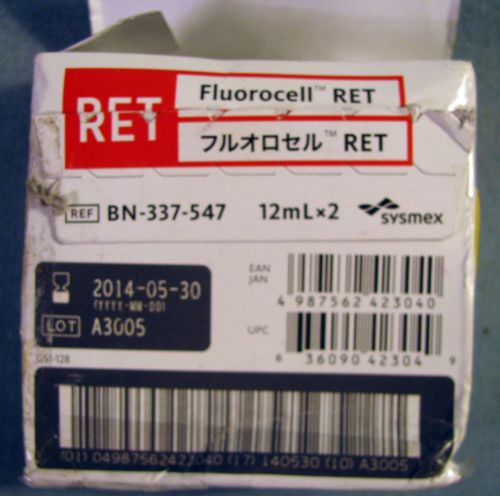 RET
Fluorocell™ RET
フルオロセル™ RET
REF BN-337-547 12mL×2 sysmex
2014-05-30
(YYYY-MM-DD)
LOT A3005
EAN
JAN
4 987562 423040
UPC
6 36090 42304 9
GS1-128
(01) 04987562423040 (17) 140530 (10) A3005